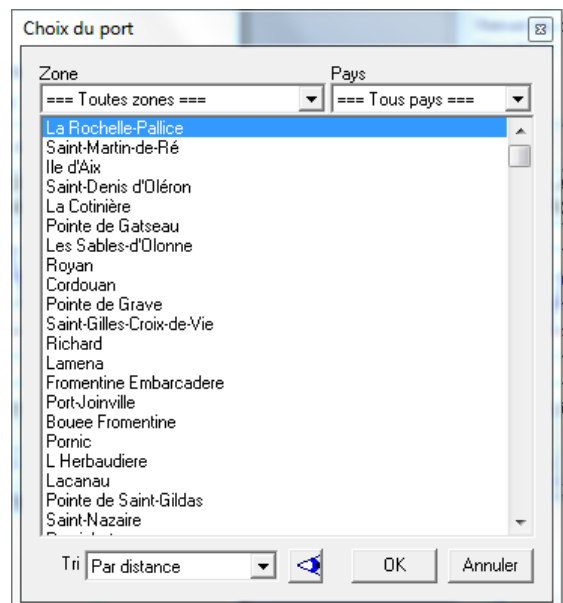 Choix du port
Zone Pays
=== Toutes zones === === Tous pays ===
La Rochelle-Pallice
Saint-Martin-de-Ré
Ile d'Aix
Saint-Denis d'Oléron
La Cotinière
Pointe de Gatseau
Les Sables-d'Olonne
Royan
Cordouan
Pointe de Grave
Saint-Gilles-Croix-de-Vie
Richard
Lamena
Fromentine Embarcadere
Port-Joinville
Bouee Fromentine
Pornic
L Herbaudiere
Lacanau
Pointe de Saint-Gildas
Saint-Nazaire
Tri Par distance OK Annuler